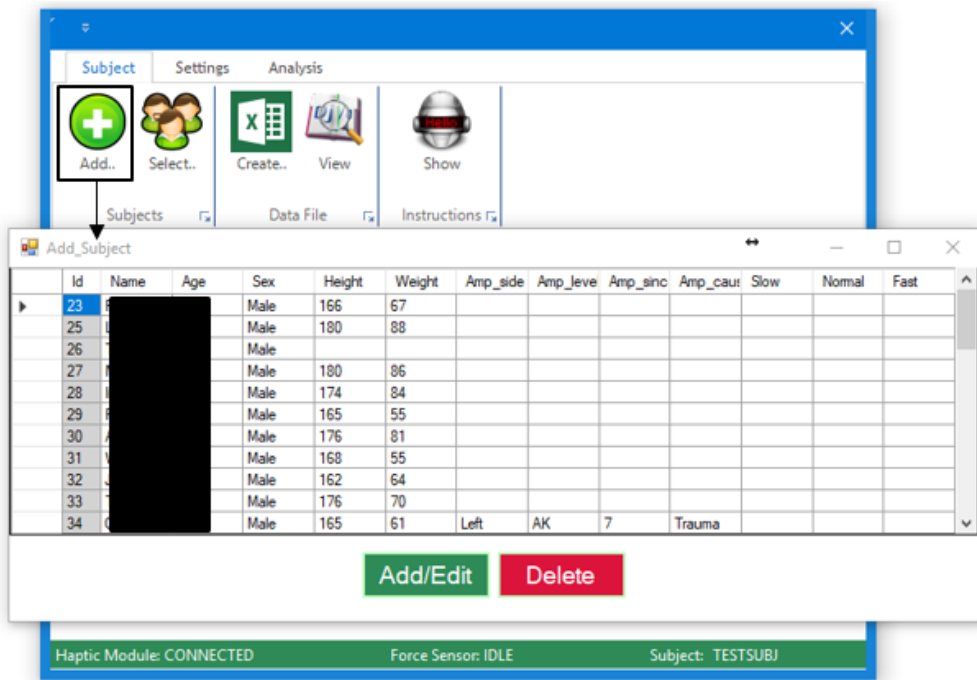 Subject Settings Analysis
Add.. Select.. Create.. View Show
Subjects Data File Instructions
Add_Subject
Id Name Age Sex Height Weight Amp_side Amp_leve Amp_sinc Amp_caus Slow Normal Fast
23 Male 166 67
25 Male 180 88
26 Male
27 Male 180 86
28 Male 174 84
29 Male 165 55
30 Male 176 81
31 Male 168 55
32 Male 162 64
33 Male 176 70
34 Male 165 61 Left AK 7 Trauma
Add/Edit Delete
Haptic Module: CONNECTED Force Sensor: IDLE Subject: TESTSUBJ